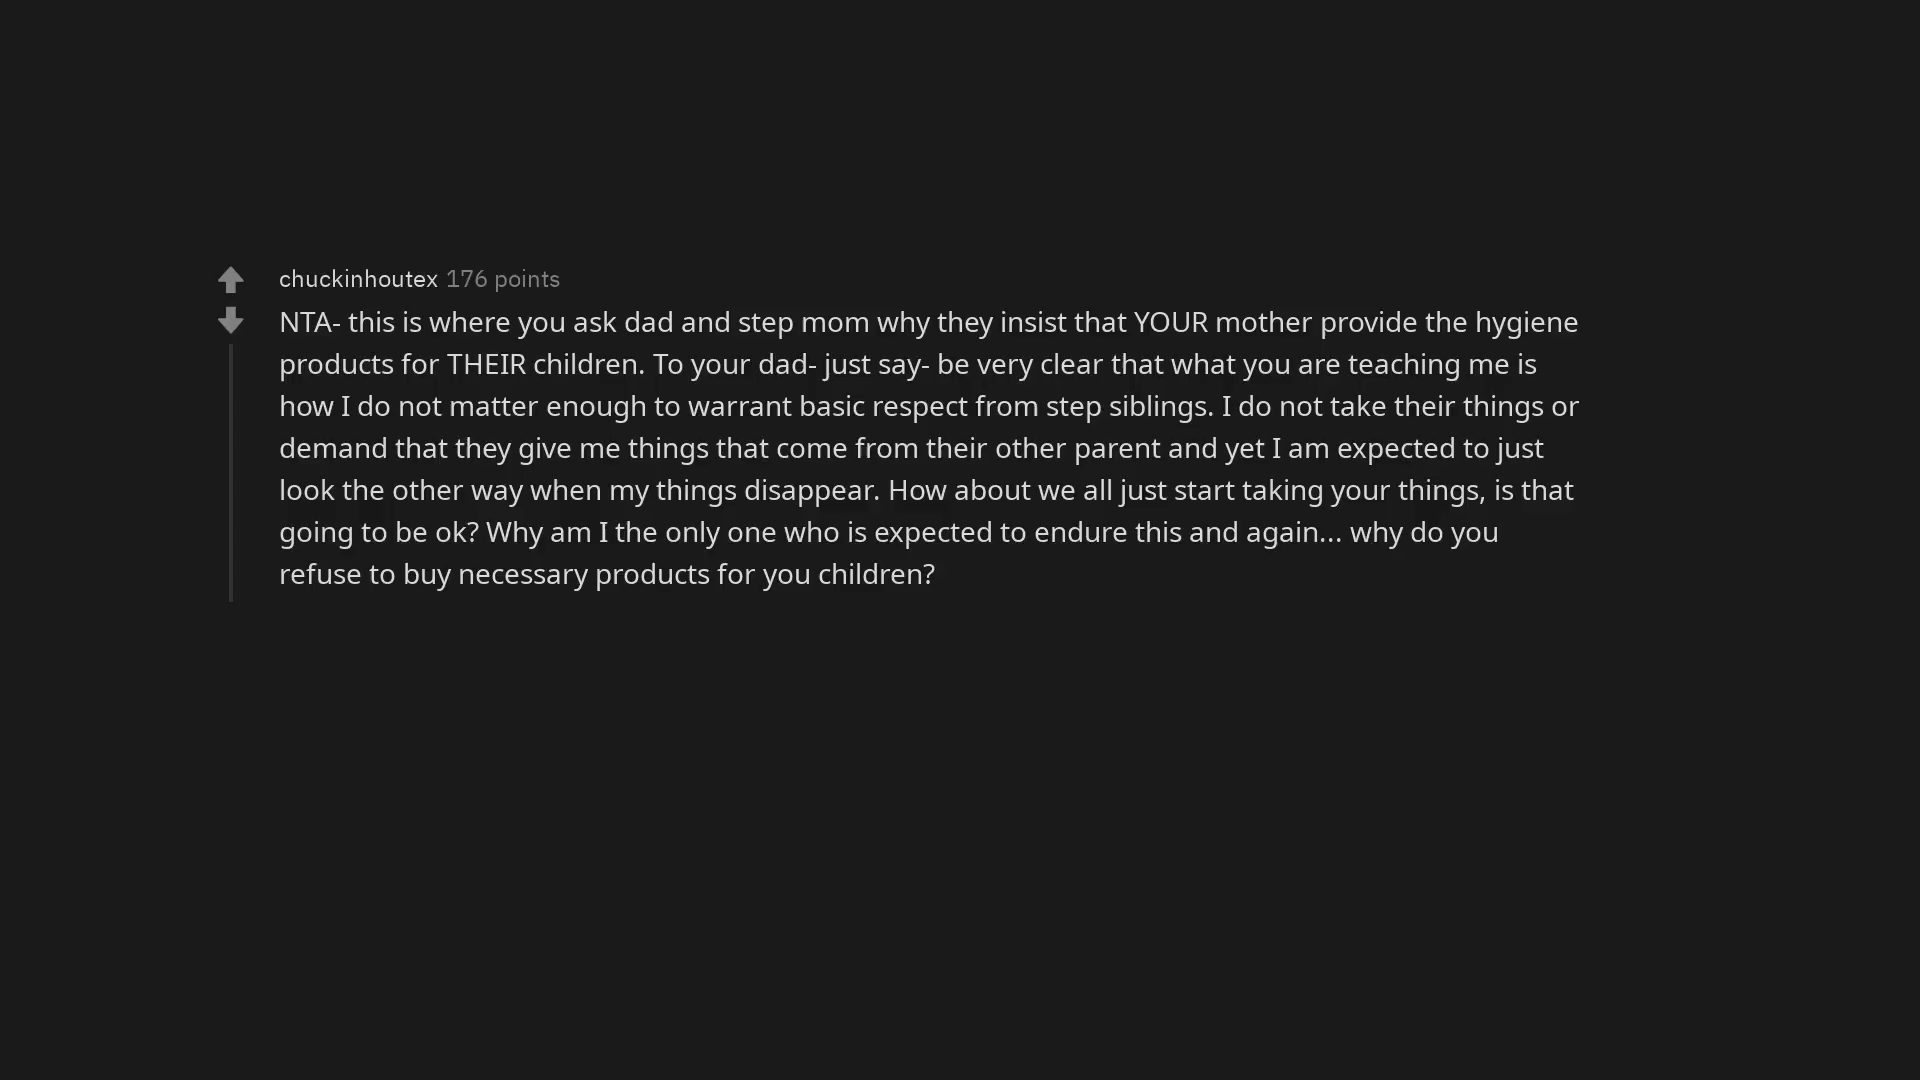 chuckinhoutex 176 points
NTA- this is where you ask dad and step mom why they insist that YOUR mother provide the hygiene
products for THEIR children. To your dad- just say- be very clear that what you are teaching me is
how I do not matter enough to warrant basic respect from step siblings. I do not take their things or
demand that they give me things that come from their other parent and yet I am expected to just
look the other way when my things disappear. How about we all just start taking your things, is that
going to be ok? Why am I the only one who is expected to endure this and again... why do you
refuse to buy necessary products for you children?